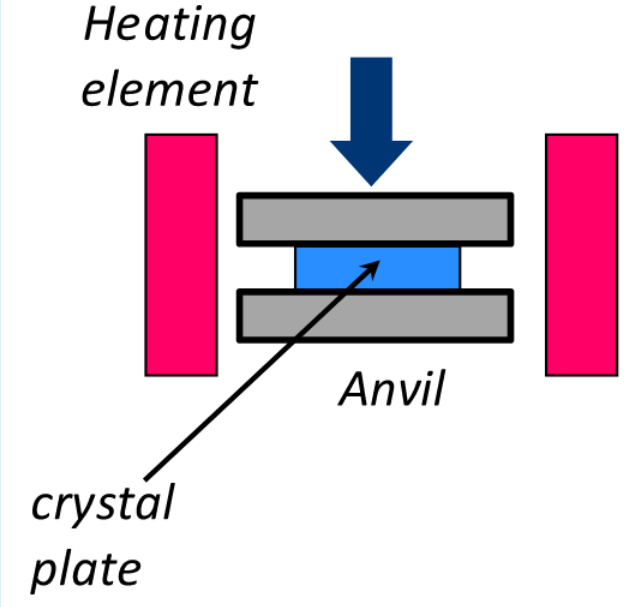 Heating
element
Anvil
crystal
plate